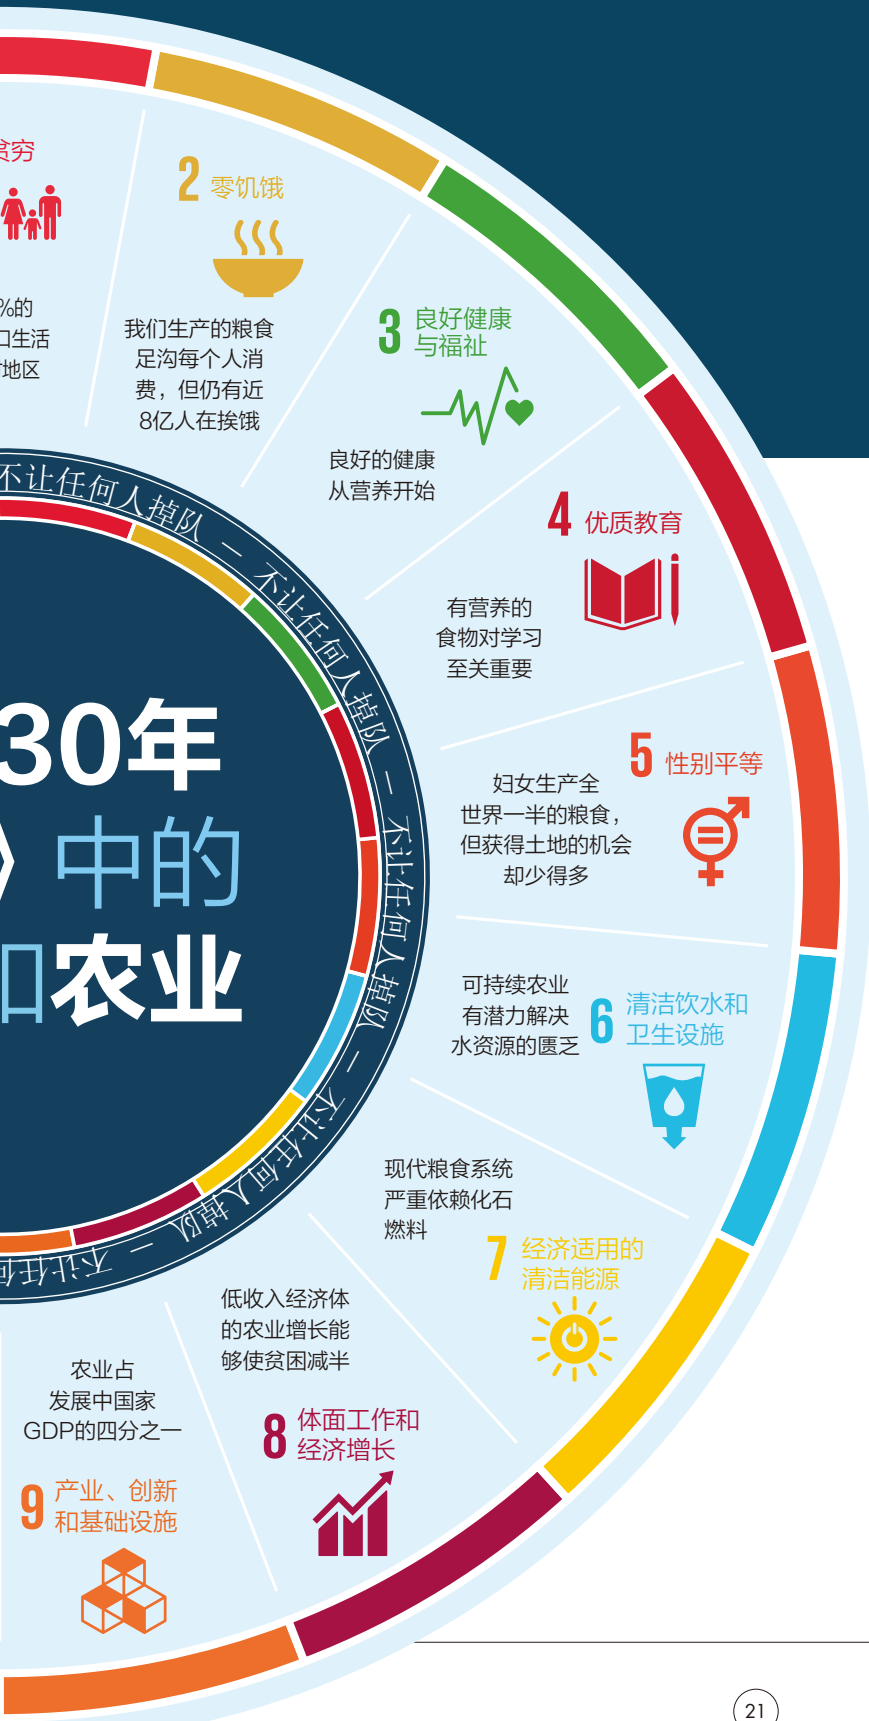 贫穷
%的
口生活
地区
2 零饥饿
我们生产的粮食
足沟每个人消
费，但仍有近
8亿人在挨饿
3 良好健康
与福祉
良好的健康
从营养开始
4 优质教育
有营养的
食物对学习
至关重要
5 性别平等
妇女生产全
世界一半的粮食，
但获得土地的机会
却少得多
可持续农业
有潜力解决
水资源的匮乏
6 清洁饮水和
卫生设施
现代粮食系统
严重依赖化石
燃料
7 经济适用的
清洁能源
低收入经济体
的农业增长能
够使贫困减半
8 体面工作和
经济增长
农业占
发展中国家
GDP的四分之一
9 产业、创新
和基础设施
不让任何人掉队 — 不让任何人掉队 — 不让任何人掉队 — 不让任何人掉队 — 不让任何
30年
》中的
和农业
21